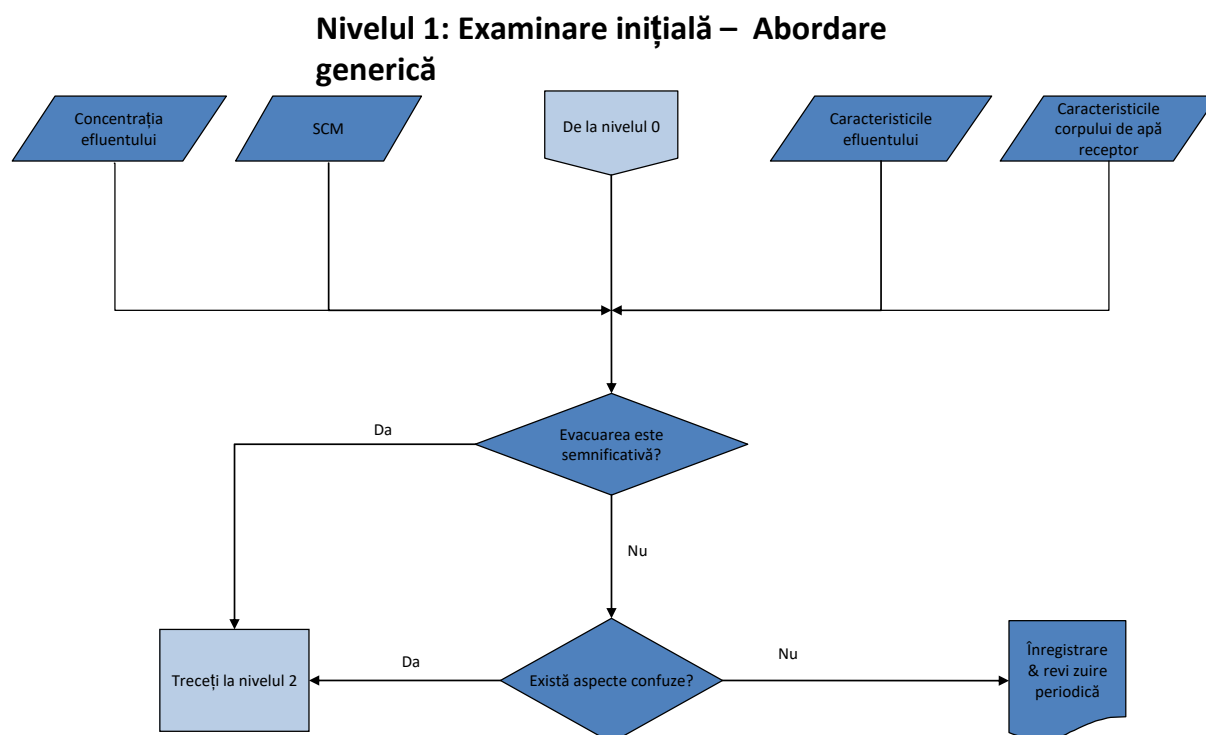 Nivelul 1: Examinare inițială – Abordare
generică
Concentrația
efluentului
SCM
De la nivelul 0
Caracteristicile
efluentului
Caracteristicile
corpului de apă
receptor
Evacuarea este
semnificativă?
Da
Nu
Treceți la nivelul 2
Da
Există aspecte confuze?
Nu
Înregistrare
& revi zuire
periodică